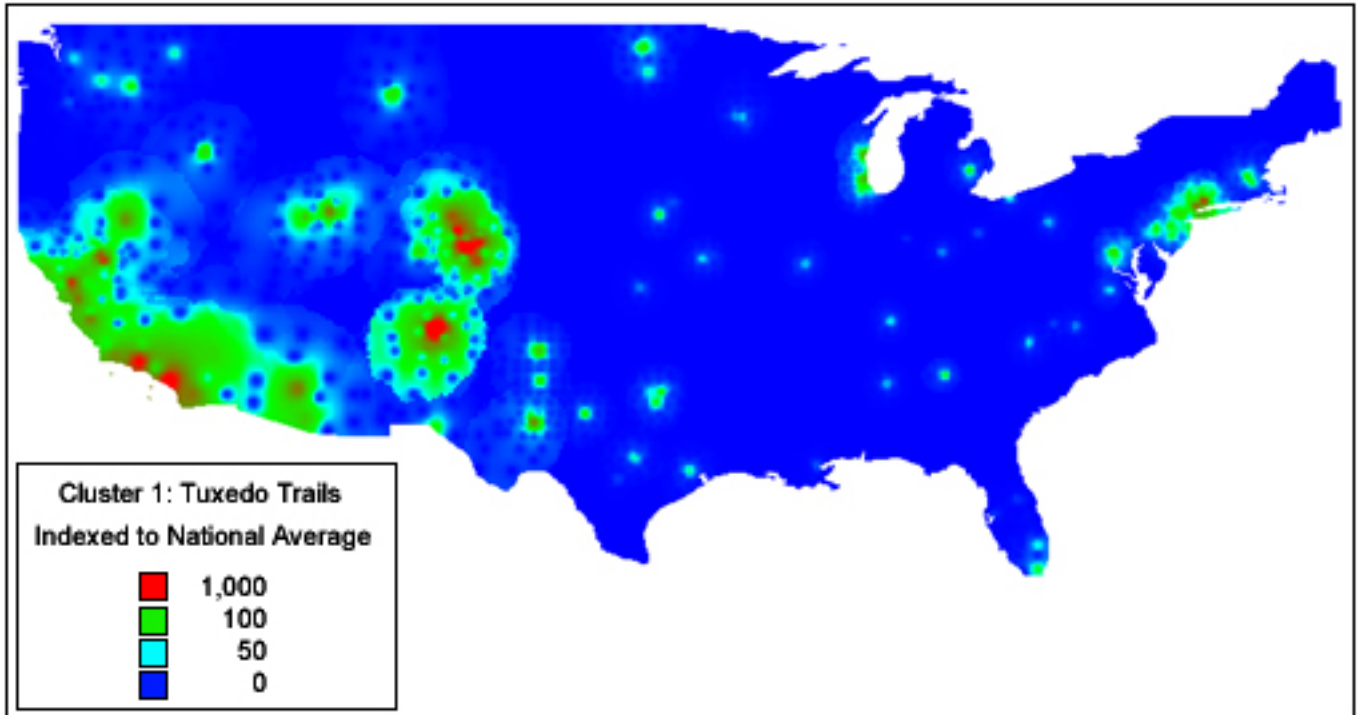 Cluster 1: Tuxedo Trails
Indexed to National Average
1,000
100
50
0